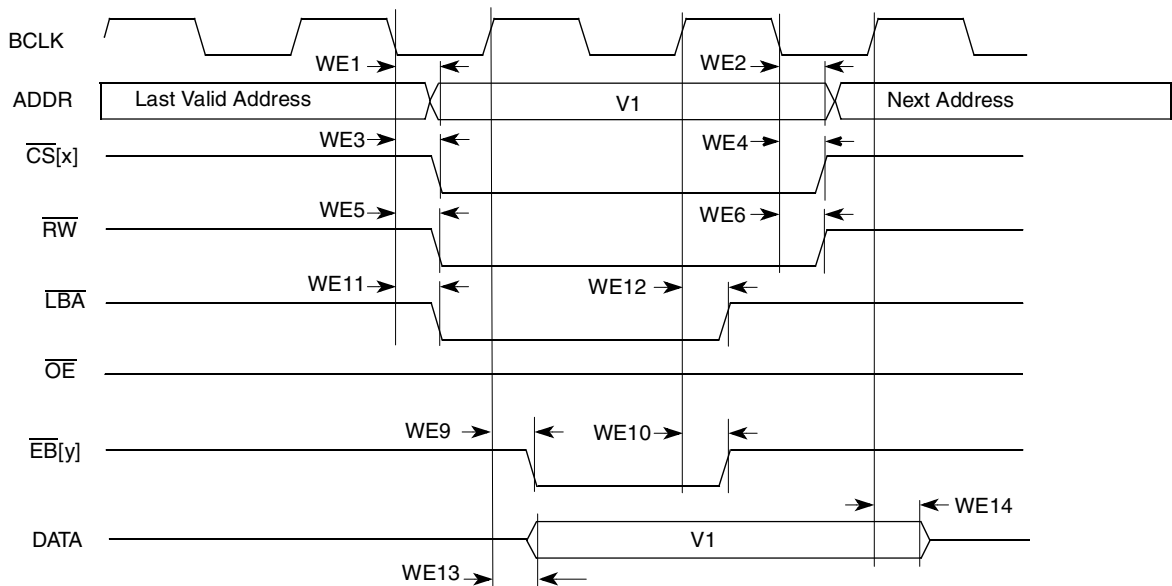 BCLK
WE1
WE2
ADDR
Last Valid Address
V1
Next Address
WE3
WE4
CS[x]
WE5
WE6
RW
WE11
WE12
LBA
OE
WE9
WE10
EB[y]
WE14
DATA
V1
WE13